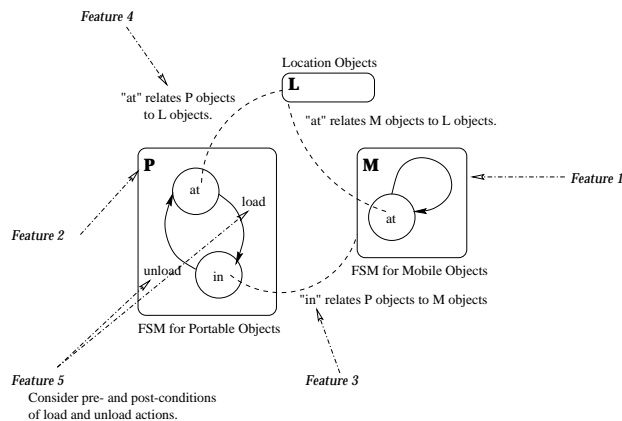 Feature 4
Location Objects
L
"at" relates P objects
to L objects.
"at" relates M objects to L objects.
P
M
at
load
at
Feature 1
Feature 2
unload
in
FSM for Mobile Objects
"in" relates P objects to M objects
FSM for Portable Objects
Feature 5
Feature 3
Consider pre- and post-conditions
of load and unload actions.